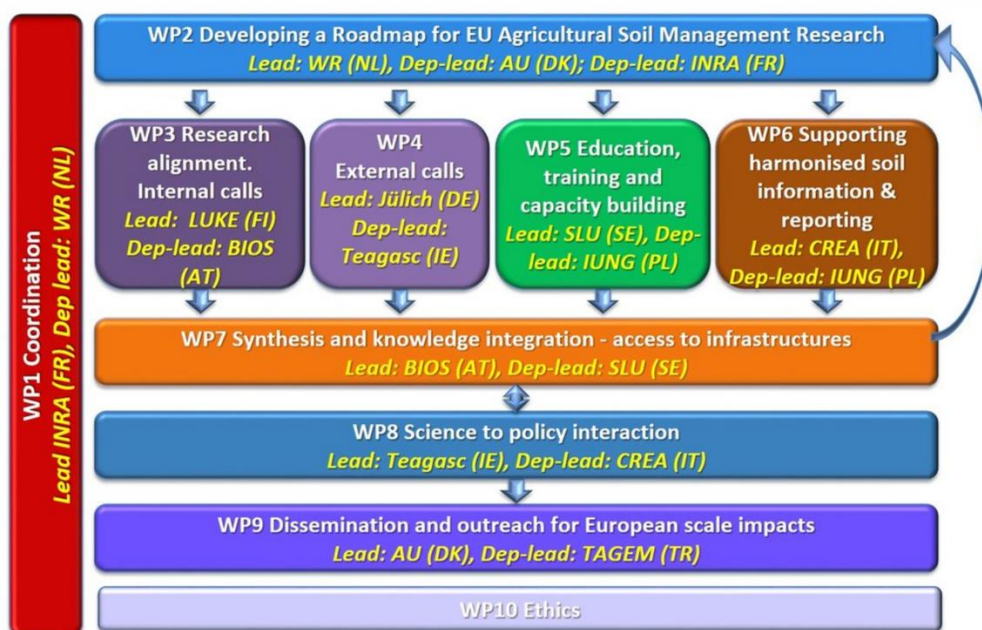 WP1 Coordination
Lead INRA (FR), Dep lead: WR (NL)
WP2 Developing a Roadmap for EU Agricultural Soil Management Research
Lead: WR (NL), Dep-lead: AU (DK); Dep-lead: INRA (FR)
WP3 Research
alignment.
Internal calls
Lead: LUKE (FI)
Dep-lead: BIOS
(AT)
WP4
External calls
Lead: Jülich (DE)
Dep-lead:
Teagasc (IE)
WP5 Education,
training and
capacity building
Lead: SLU (SE), Dep-
lead: IUNG (PL)
WP6 Supporting
harmonised soil
information &
reporting
Lead: CREA (IT),
Dep-lead: IUNG (PL)
WP7 Synthesis and knowledge integration - access to infrastructures
Lead: BIOS (AT), Dep-lead: SLU (SE)
WP8 Science to policy interaction
Lead: Teagasc (IE), Dep-lead: CREA (IT)
WP9 Dissemination and outreach for European scale impacts
Lead: AU (DK), Dep-lead: TAGEM (TR)
WP10 Ethics